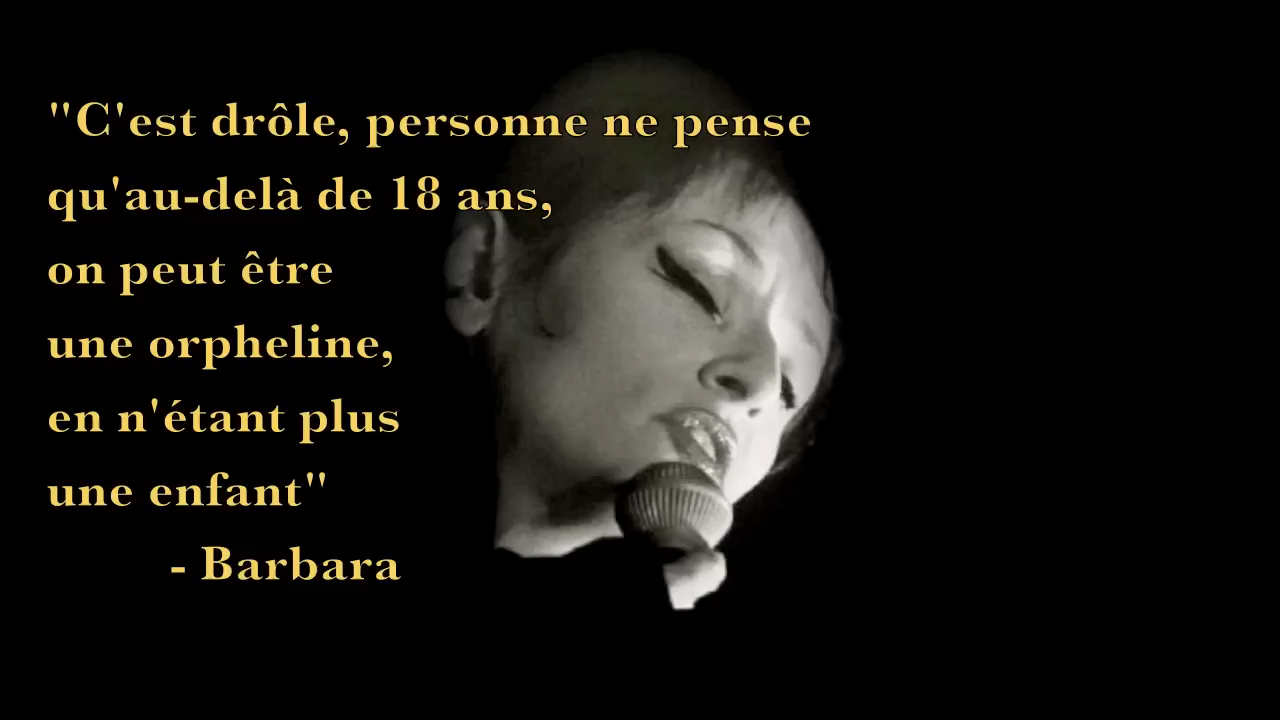 "C'est drôle, personne ne pense
qu'au-delà de 18 ans,
on peut être
une orpheline,
en n'étant plus
une enfant"
- Barbara